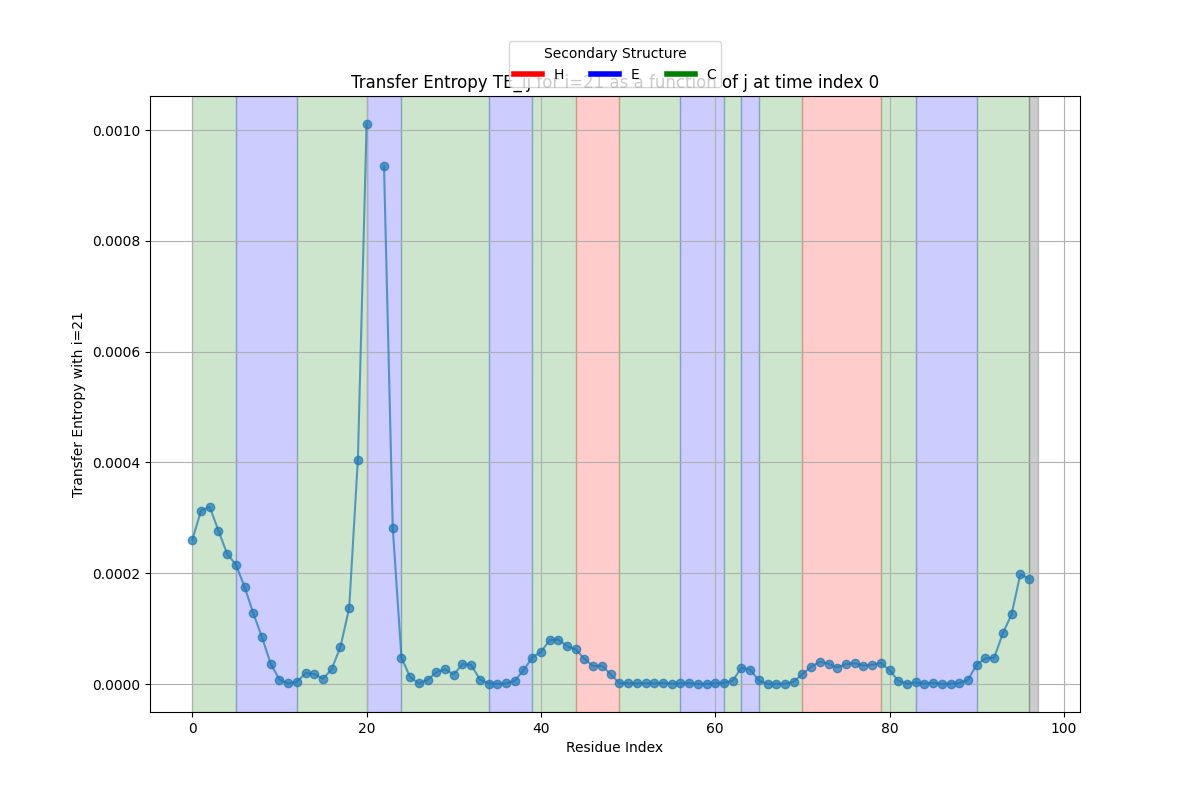 Secondary Structure
H E C
Transfer Entropy TE_ij for i=21 as a function of j at time index 0
0.0010
0.0008
0.0006
0.0004
0.0002
0.0000
Transfer Entropy with i=21
0 20 40 60 80 100
Residue Index